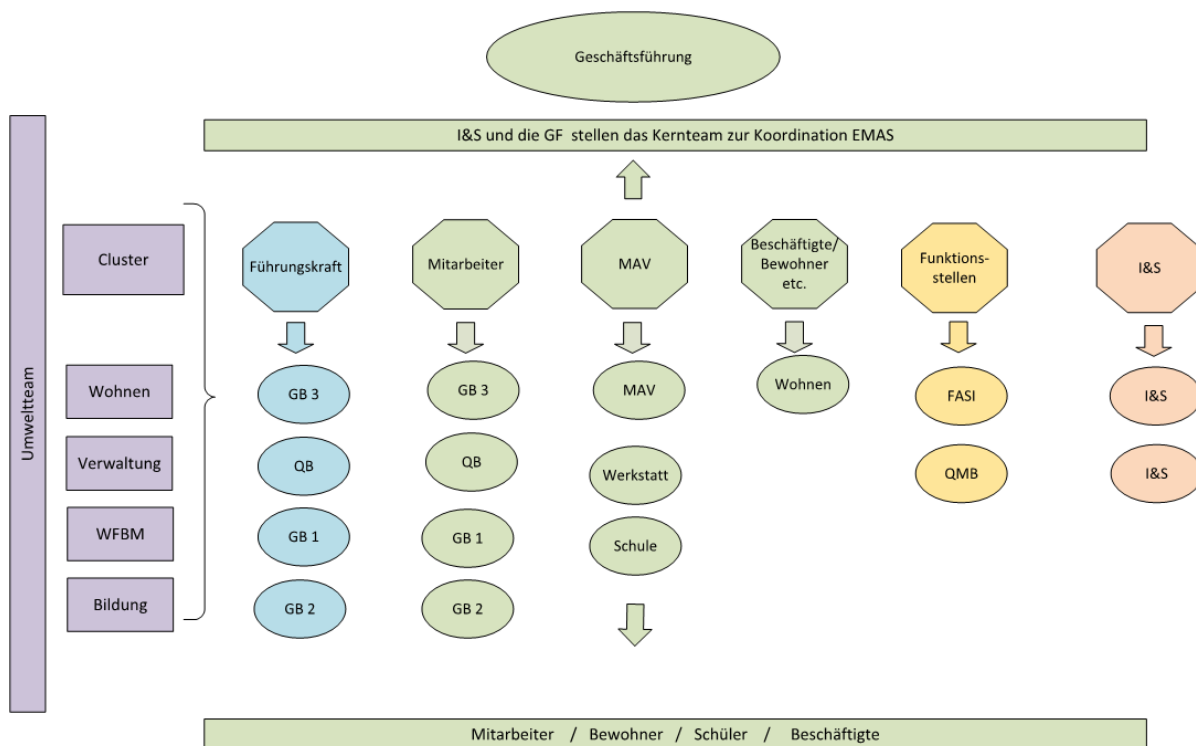 Geschäftsführung
I&S und die GF stellen das Kernteam zur Koordination EMAS
Umweltteam
Cluster
Führungskraft
Mitarbeiter
MAV
Beschäftigte/
Bewohner
etc.
Funktions-
stellen
I&S
Wohnen
GB 3
GB 3
MAV
Wohnen
FASI
I&S
Verwaltung
QB
QB
Werkstatt
QMB
I&S
WFBM
GB 1
GB 1
Schule
Bildung
GB 2
GB 2
Mitarbeiter / Bewohner / Schüler / Beschäftigte